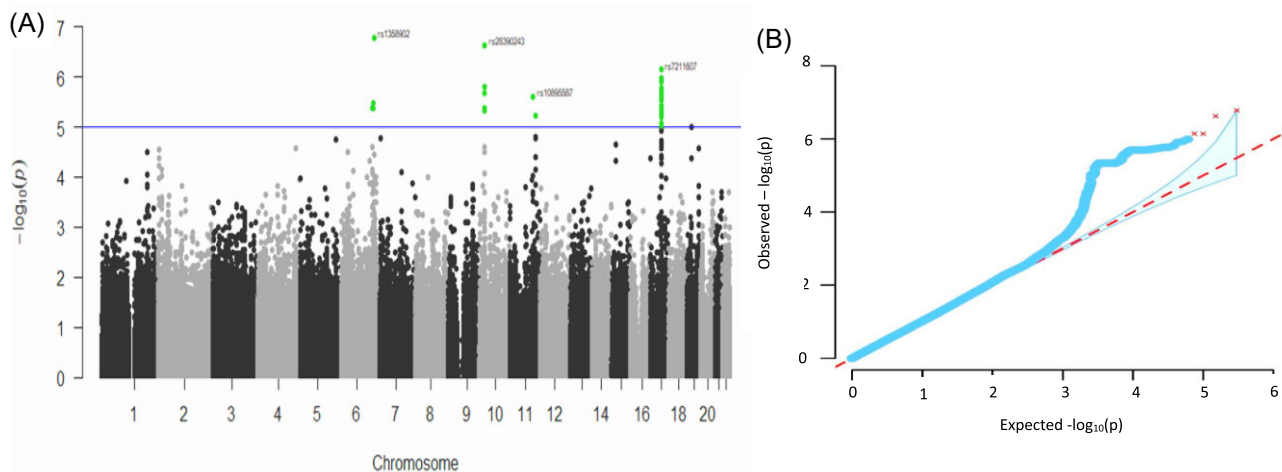 (A)
7
6
5
4
3
2
1
0
−log₁₀(p)
rs1358902
rs28390243
rs10895587
rs7211607
1 2 3 4 5 6 7 8 9 10 11 12 14 16 18 20
Chromosome
(B)
8
6
4
2
0
Observed – log₁₀(p)
0 1 2 3 4 5 6
Expected -log₁₀(p)